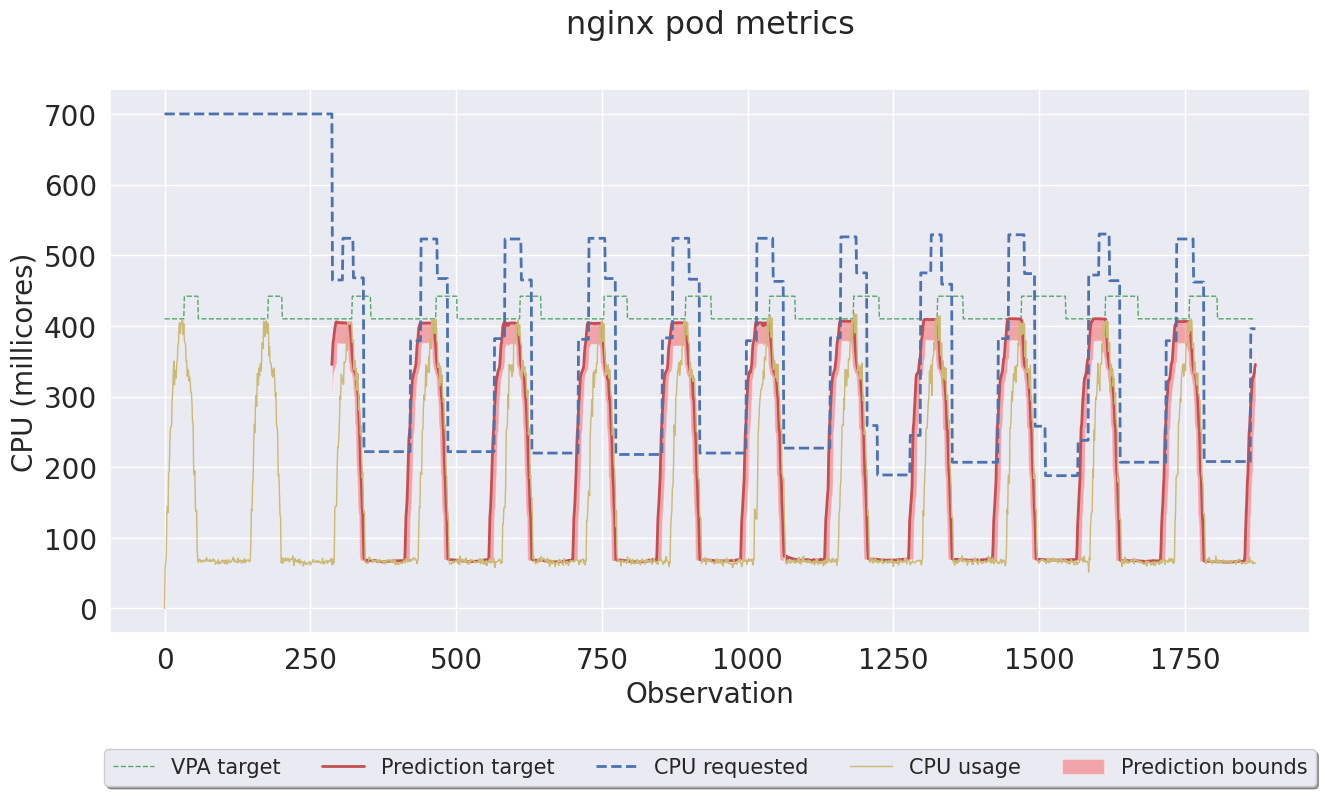 nginx pod metrics
700
600
500
400
300
200
100
0
CPU (millicores)
0 250 500 750 1000 1250 1500 1750
Observation
VPA target Prediction target CPU requested CPU usage Prediction bounds